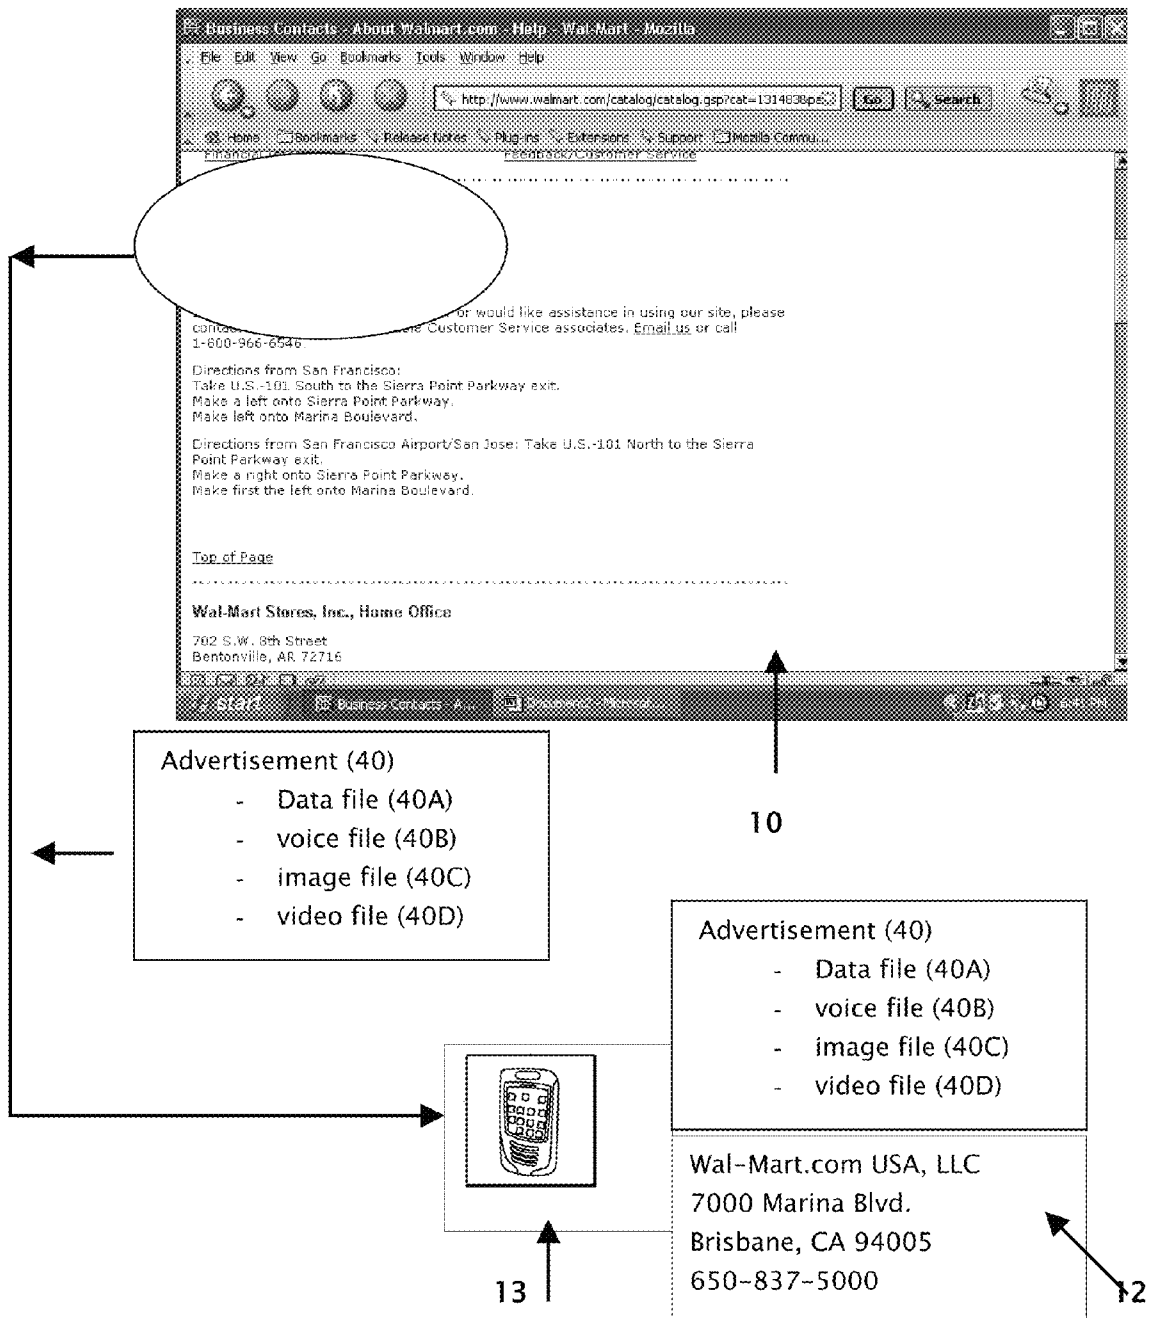 Business Contacts - About Walmart.com - Help - Wal-Mart - Mozilla
File Edit View Go Bookmarks Tools Window Help
http://www.walmart.com/catalog/catalog.gsp?cat=131483&pe Go Search
Home Bookmarks Release Notes Plug-ins Extensions Support Mozilla Commu...
Financial Feedback/Customer Service
or would like assistance in using our site, please
contac Customer Service associates. Email us or call
1-800-966-6546.
Directions from San Francisco:
Take U.S.-101 South to the Sierra Point Parkway exit.
Make a left onto Sierra Point Parkway.
Make left onto Marina Boulevard.
Directions from San Francisco Airport/San Jose: Take U.S.-101 North to the Sierra
Point Parkway exit.
Make a right onto Sierra Point Parkway.
Make first the left onto Marina Boulevard.
Top of Page
Wal-Mart Stores, Inc., Home Office
702 S.W. 8th Street
Bentonville, AR 72716
start Business Contacts - A...
Advertisement (40)
- Data file (40A)
- voice file (40B)
- image file (40C)
- video file (40D)
10
Advertisement (40)
- Data file (40A)
- voice file (40B)
- image file (40C)
- video file (40D)
Wal-Mart.com USA, LLC
7000 Marina Blvd.
Brisbane, CA 94005
650-837-5000
13
12